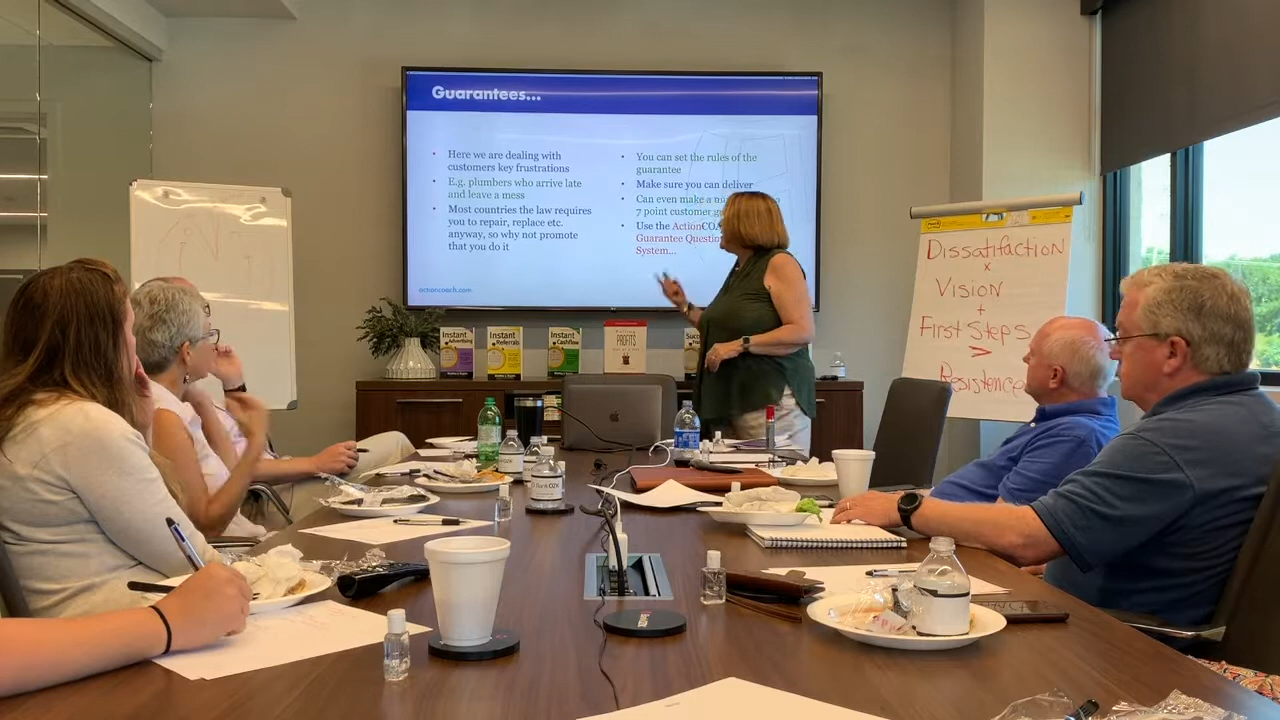 Guarantees...
Here we are dealing with
customers key frustrations
E.g. plumbers who arrive late
and leave a mess
Most countries the law requires
you to repair, replace etc.
anyway, so why not promote
that you do it
You can set the rules of the
guarantee
Make sure you can deliver
Can even make a
7 point customer
Use the
Guarantee
System...
actioncoach.com
Instant
Advertising
Instant
Referrals
Instant
Cashflow
PROFITS
Dissatifaction
x
Vision
+
First Steps
>
Resistence
BankOZK